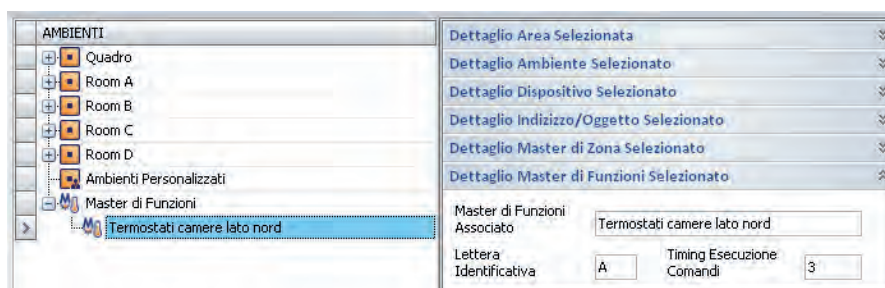 AMBIENTI
Quadro
Room A
Room B
Room C
Room D
Ambienti Personalizzati
Master di Funzioni
Termostati camere lato nord
Dettaglio Area Selezionata
Dettaglio Ambiente Selezionato
Dettaglio Dispositivo Selezionato
Dettaglio Indizizzo/Oggetto Selezionato
Dettaglio Master di Zona Selezionato
Dettaglio Master di Funzioni Selezionato
Master di Funzioni
Associato
Termostati camere lato nord
Lettera
Identificativa
A
Timing Esecuzione
Comandi
3